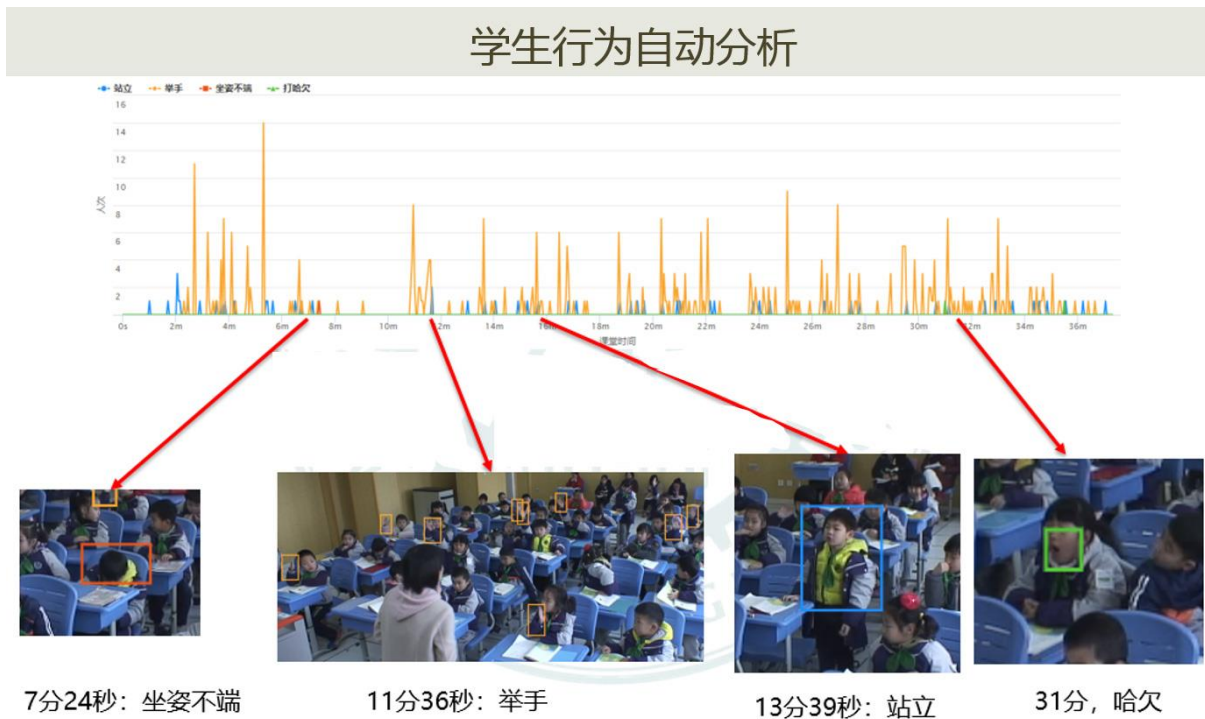 学生行为自动分析
站立 举手 坐姿不端 打哈欠
16
14
12
10
8
6
4
2
人次
0s 2m 4m 6m 8m 10m 12m 14m 16m 18m 20m 22m 24m 26m 28m 30m 32m 34m 36m
课堂时间
7分24秒：坐姿不端
11分36秒：举手
13分39秒：站立
31分，哈欠